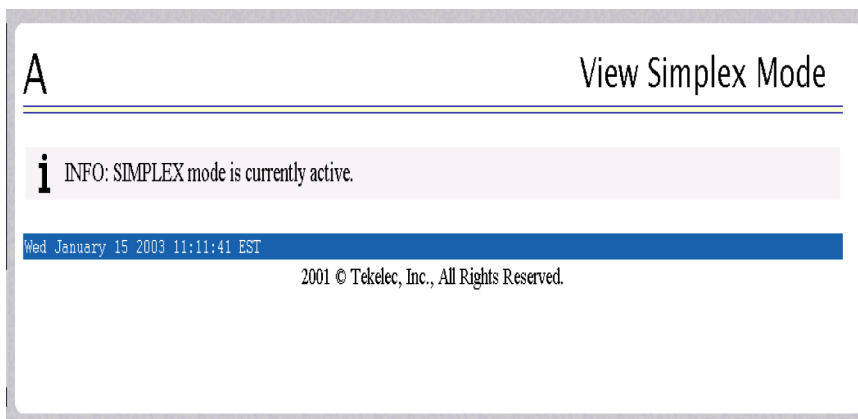 A
View Simplex Mode
i INFO: SIMPLEX mode is currently active.
Wed January 15 2003 11:11:41 EST
2001 © Tekelec, Inc., All Rights Reserved.